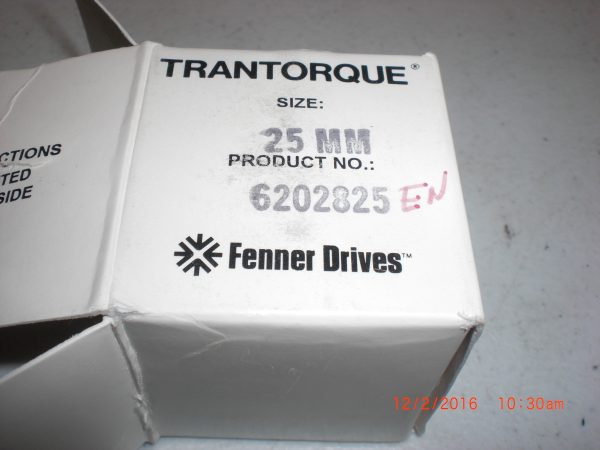 TRANTORQUE®
SIZE:
25 MM
PRODUCT NO.:
6202825 EN
Fenner Drives™
CTIONS
TED
SIDE
12/2/2016 10:30am